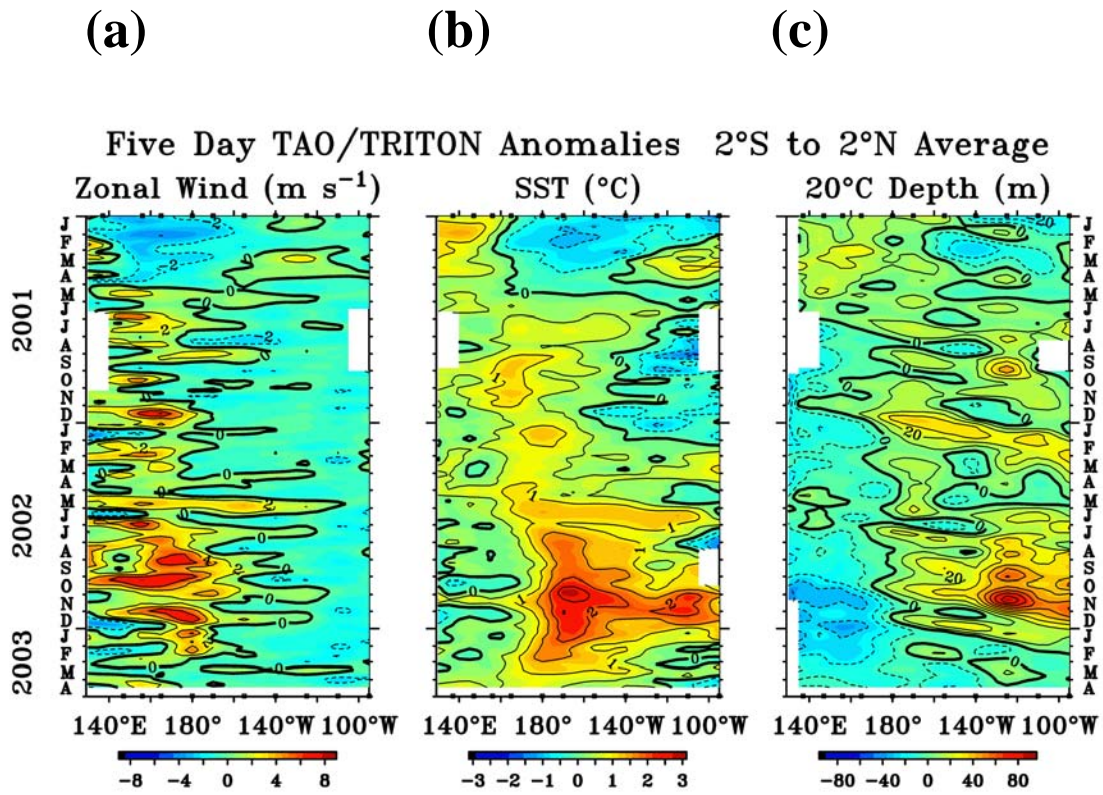 (a) (b) (c)
Five Day TAO/TRITON Anomalies 2°S to 2°N Average
Zonal Wind (m s⁻¹) SST (°C) 20°C Depth (m)
2001
J
F
M
A
M
J
J
A
S
O
N
D
2002
J
F
M
A
M
J
J
A
S
O
N
D
2003
J
F
M
A
J
F
M
A
M
J
J
A
S
O
N
D
J
F
M
A
M
J
J
A
S
O
N
D
J
F
M
A
140°E 180° 140°W 100°W
140°E 180° 140°W 100°W
140°E 180° 140°W 100°W
-8 -4 0 4 8
-3 -2 -1 0 1 2 3
-80 -40 0 40 80